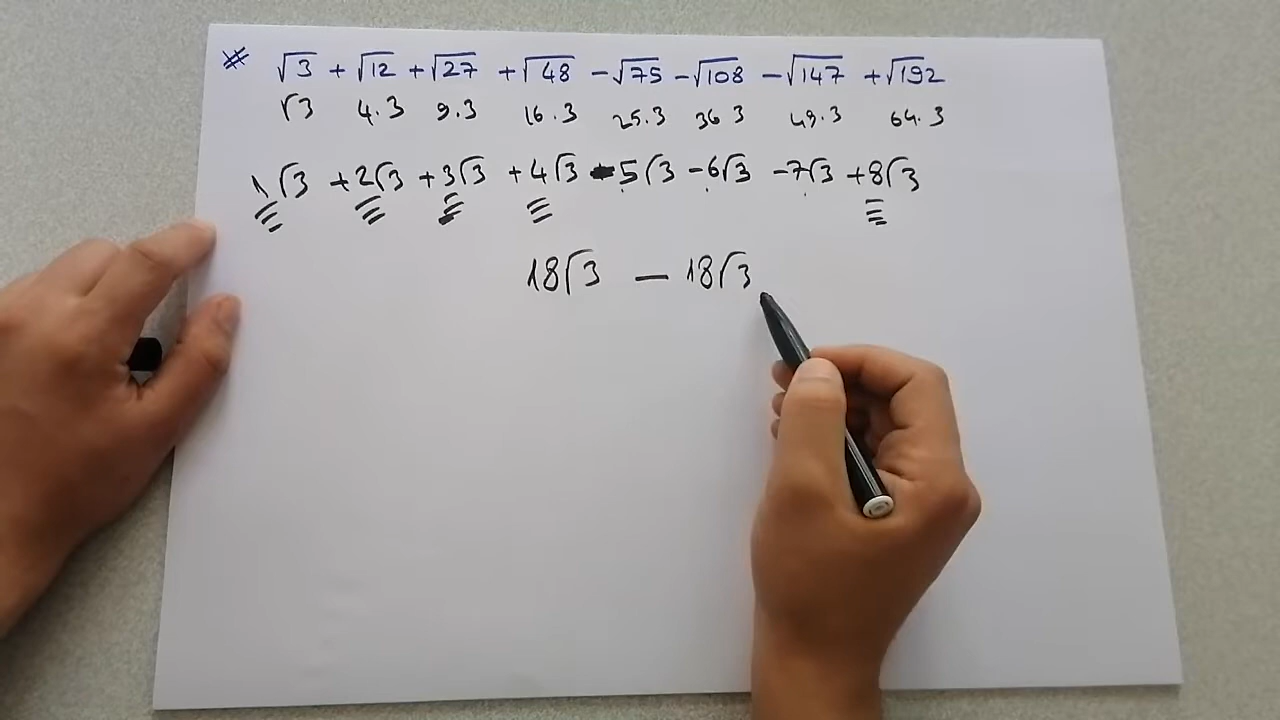 * √3 + √12 + √27 + √48 - √75 - √108 - √147 + √192
√3 4.3 9.3 16.3 25.3 36 3 49.3 64.3
1√3 + 2√3 + 3√3 + 4√3 - 5√3 - 6√3 - 7√3 + 8√3
18√3 - 18√3